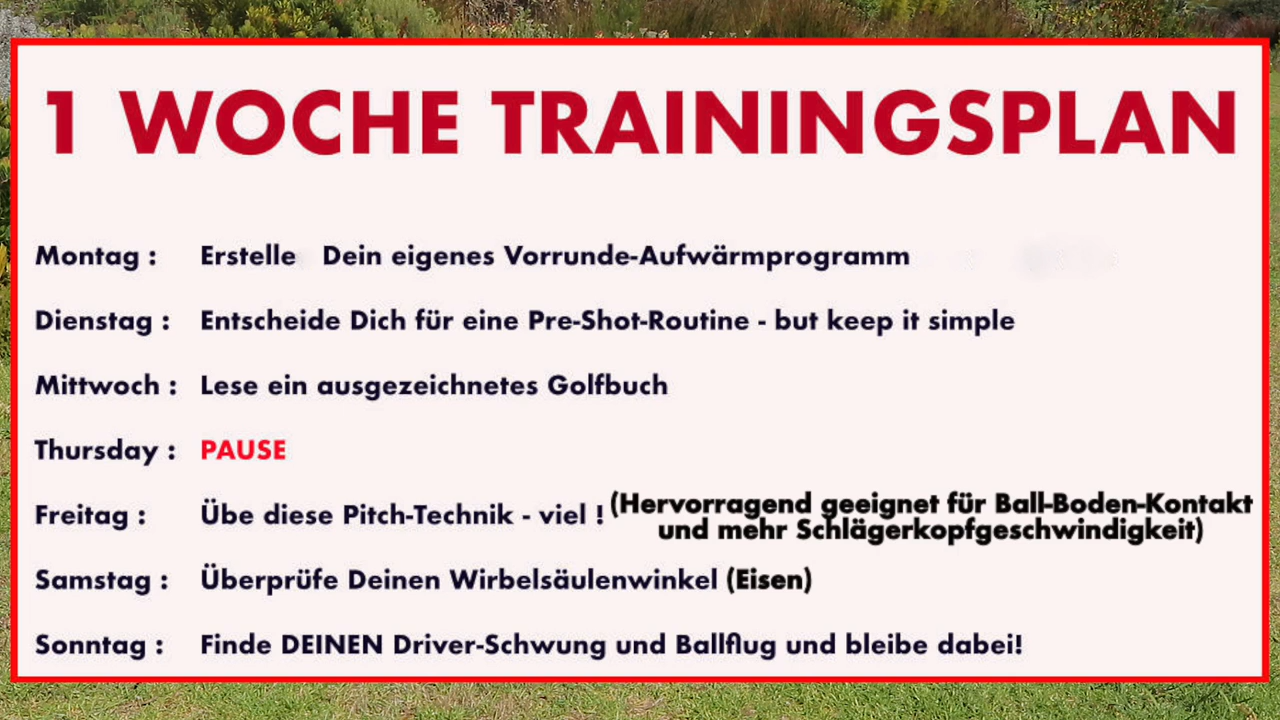 1 WOCHE TRAININGSPLAN
Montag : Erstelle Dein eigenes Vorrunde-Aufwärmprogramm
Dienstag : Entscheide Dich für eine Pre-Shot-Routine - but keep it simple
Mittwoch : Lese ein ausgezeichnetes Golfbuch
Thursday : PAUSE
Freitag : Übe diese Pitch-Technik - viel ! (Hervorragend geeignet für Ball-Boden-Kontakt
und mehr Schlägerkopfgeschwindigkeit)
Samstag : Überprüfe Deinen Wirbelsäulenwinkel (Eisen)
Sonntag : Finde DEINEN Driver-Schwung und Ballflug und bleibe dabei!